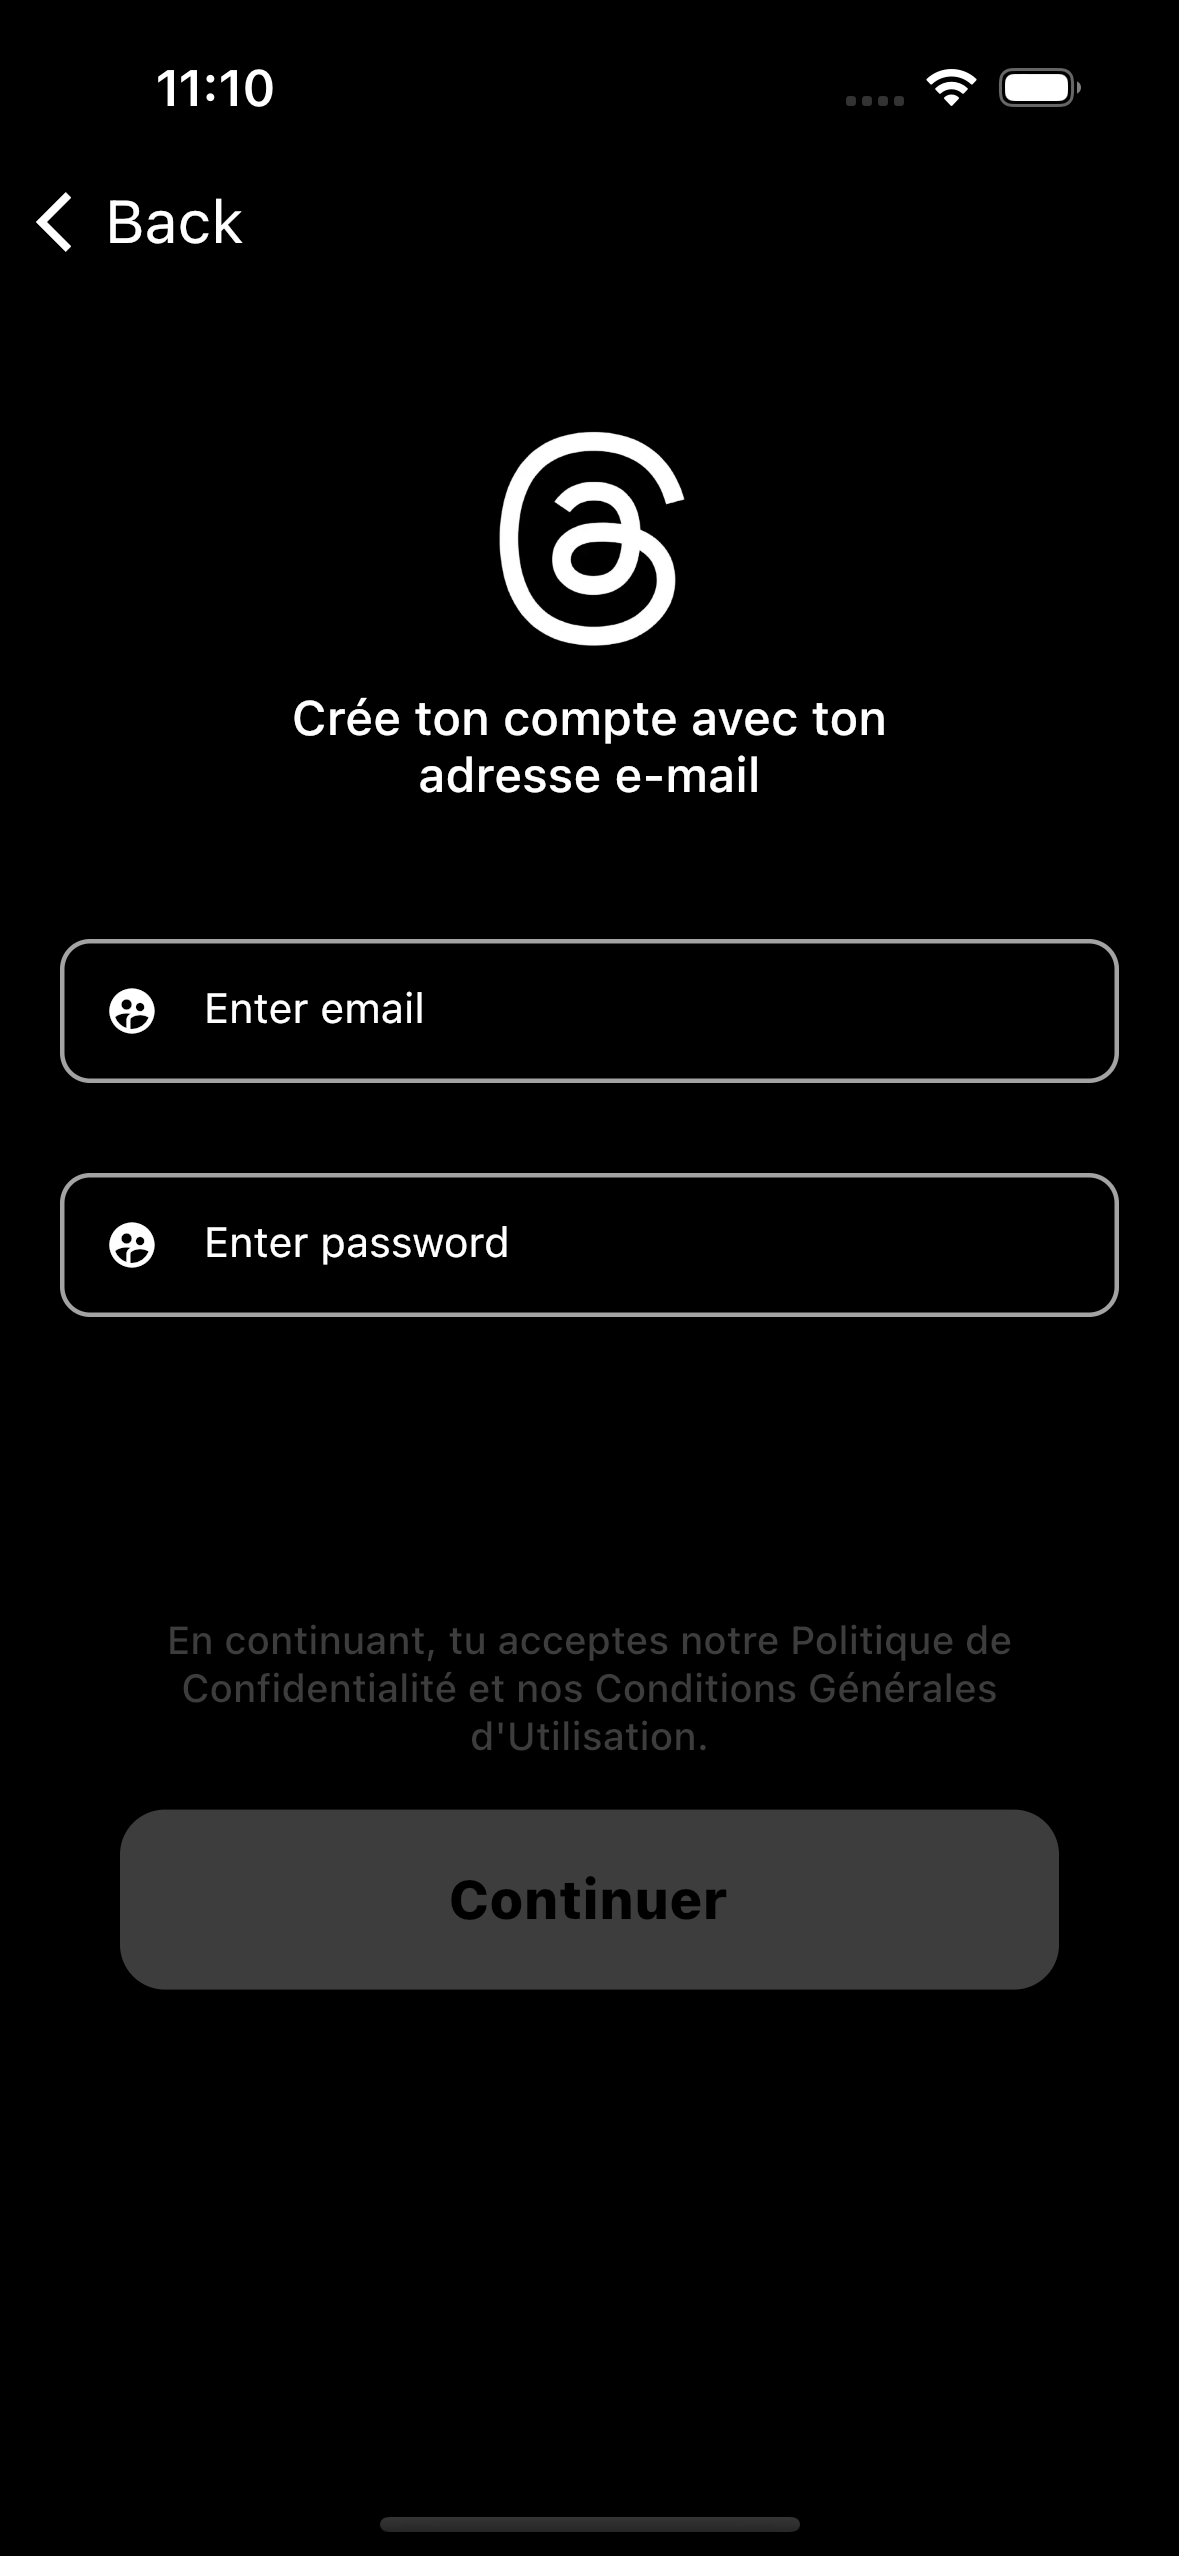 11:10
Back
Crée ton compte avec ton
adresse e-mail
Enter email
Enter password
En continuant, tu acceptes notre Politique de
Confidentialité et nos Conditions Générales
d'Utilisation.
Continuer